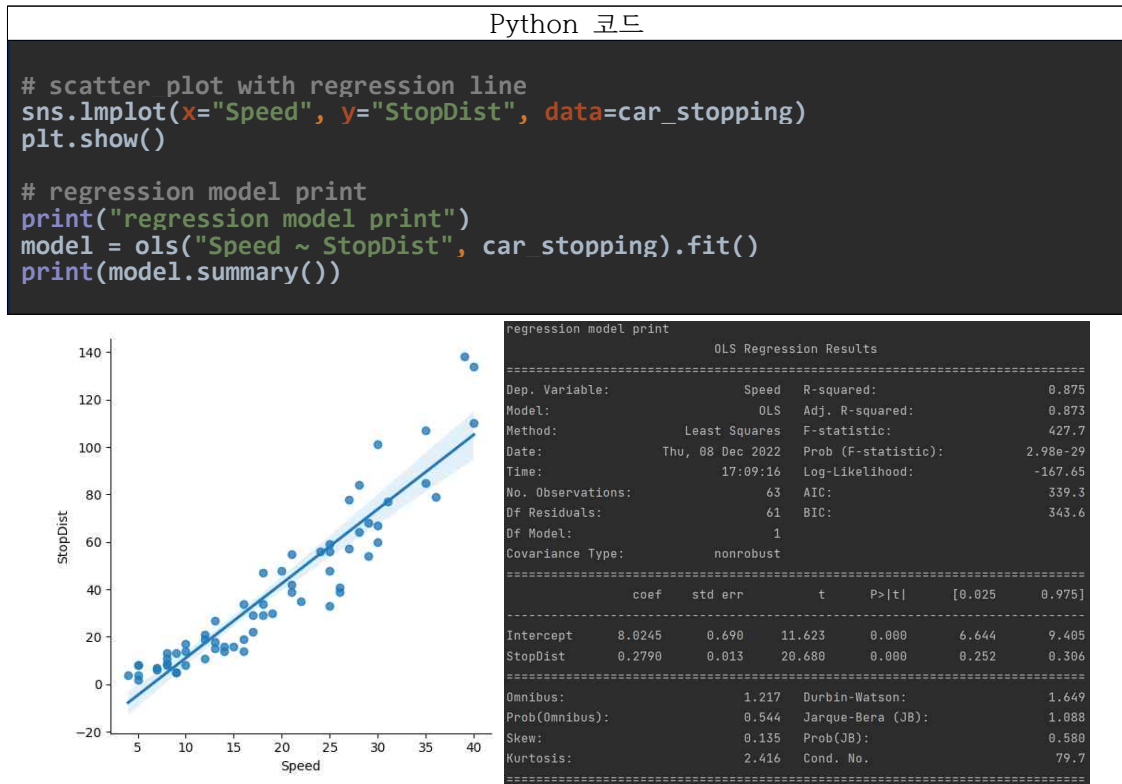 Python 코드
# scatter plot with regression line
sns.lmplot(x="Speed", y="StopDist", data=car_stopping)
plt.show()
# regression model print
print("regression model print")
model = ols("Speed ~ StopDist", car_stopping).fit()
print(model.summary())
140
120
100
80
60
40
20
0
−20
StopDist
5 10 15 20 25 30 35 40
Speed
regression model print
OLS Regression Results
==============================================================================
Dep. Variable: Speed R-squared: 0.875
Model: OLS Adj. R-squared: 0.873
Method: Least Squares F-statistic: 427.7
Date: Thu, 08 Dec 2022 Prob (F-statistic): 2.98e-29
Time: 17:09:16 Log-Likelihood: -167.65
No. Observations: 63 AIC: 339.3
Df Residuals: 61 BIC: 343.6
Df Model: 1
Covariance Type: nonrobust
==============================================================================
coef std err t P>|t| [0.025 0.975]
------------------------------------------------------------------------------
Intercept 8.0245 0.690 11.623 0.000 6.644 9.405
StopDist 0.2790 0.013 20.680 0.000 0.252 0.306
==============================================================================
Omnibus: 1.217 Durbin-Watson: 1.649
Prob(Omnibus): 0.544 Jarque-Bera (JB): 1.088
Skew: 0.135 Prob(JB): 0.580
Kurtosis: 2.416 Cond. No. 79.7
==============================================================================